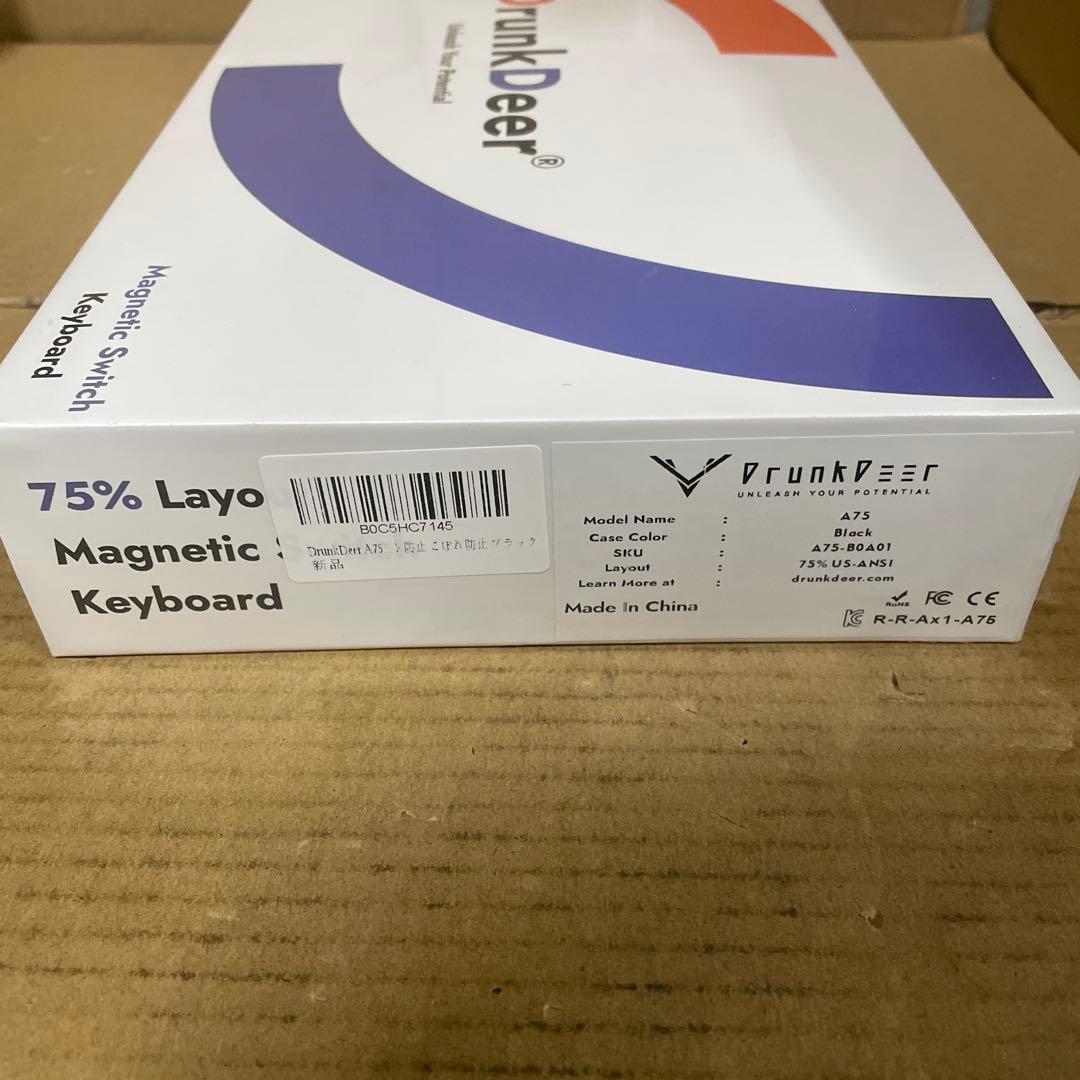 DrunkDeer®
Unleash Your Potential
Magnetic Switch
Keyboard
75% Layo
Magnetic
Keyboard
B0C5HC7145
DrunkDeer A75 ド防止 こぼれ防止 ブラック
新品
DrunkDeer
UNLEASH YOUR POTENTIAL
Model Name : A75
Case Color : Black
SKU : A75-B0A01
Layout : 75% US-ANSI
Learn More at : drunkdeer.com
Made In China
RoHS FC CE
KC R-R-Ax1-A75